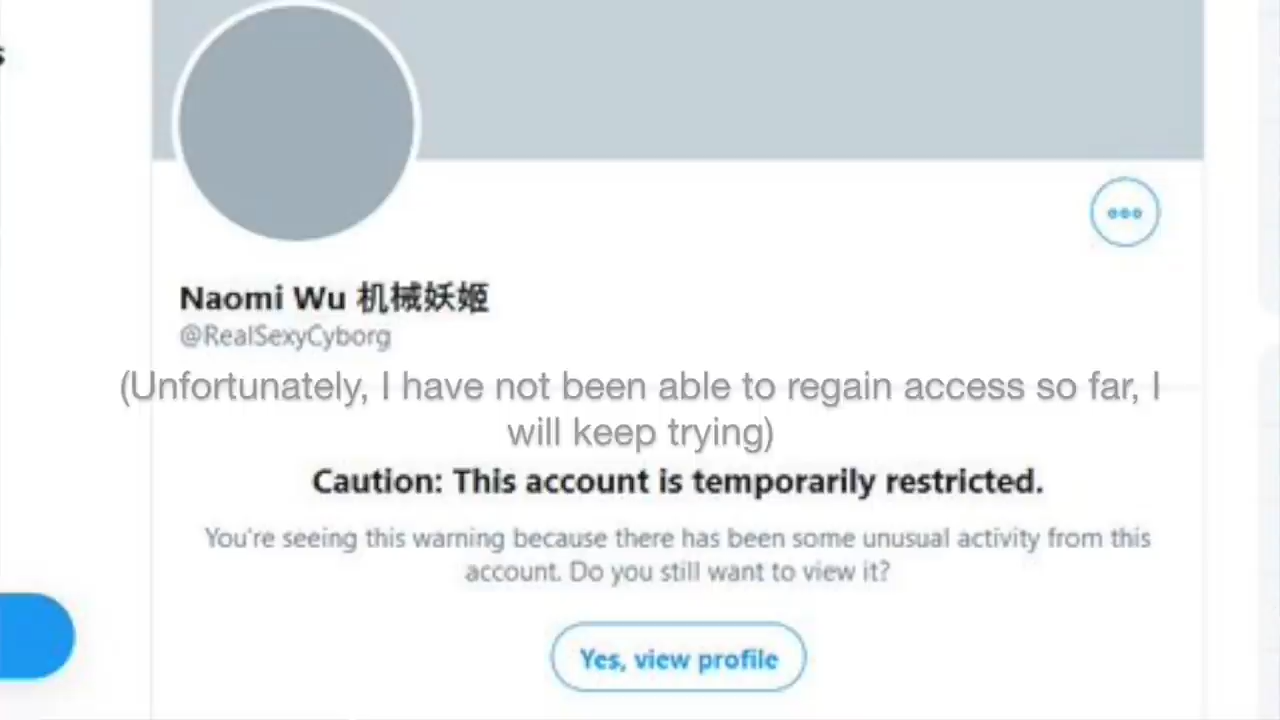 s
Naomi Wu 机械妖姬
@RealSexyCyborg
(Unfortunately, I have not been able to regain access so far, I
will keep trying)
Caution: This account is temporarily restricted.
You're seeing this warning because there has been some unusual activity from this
account. Do you still want to view it?
Yes, view profile